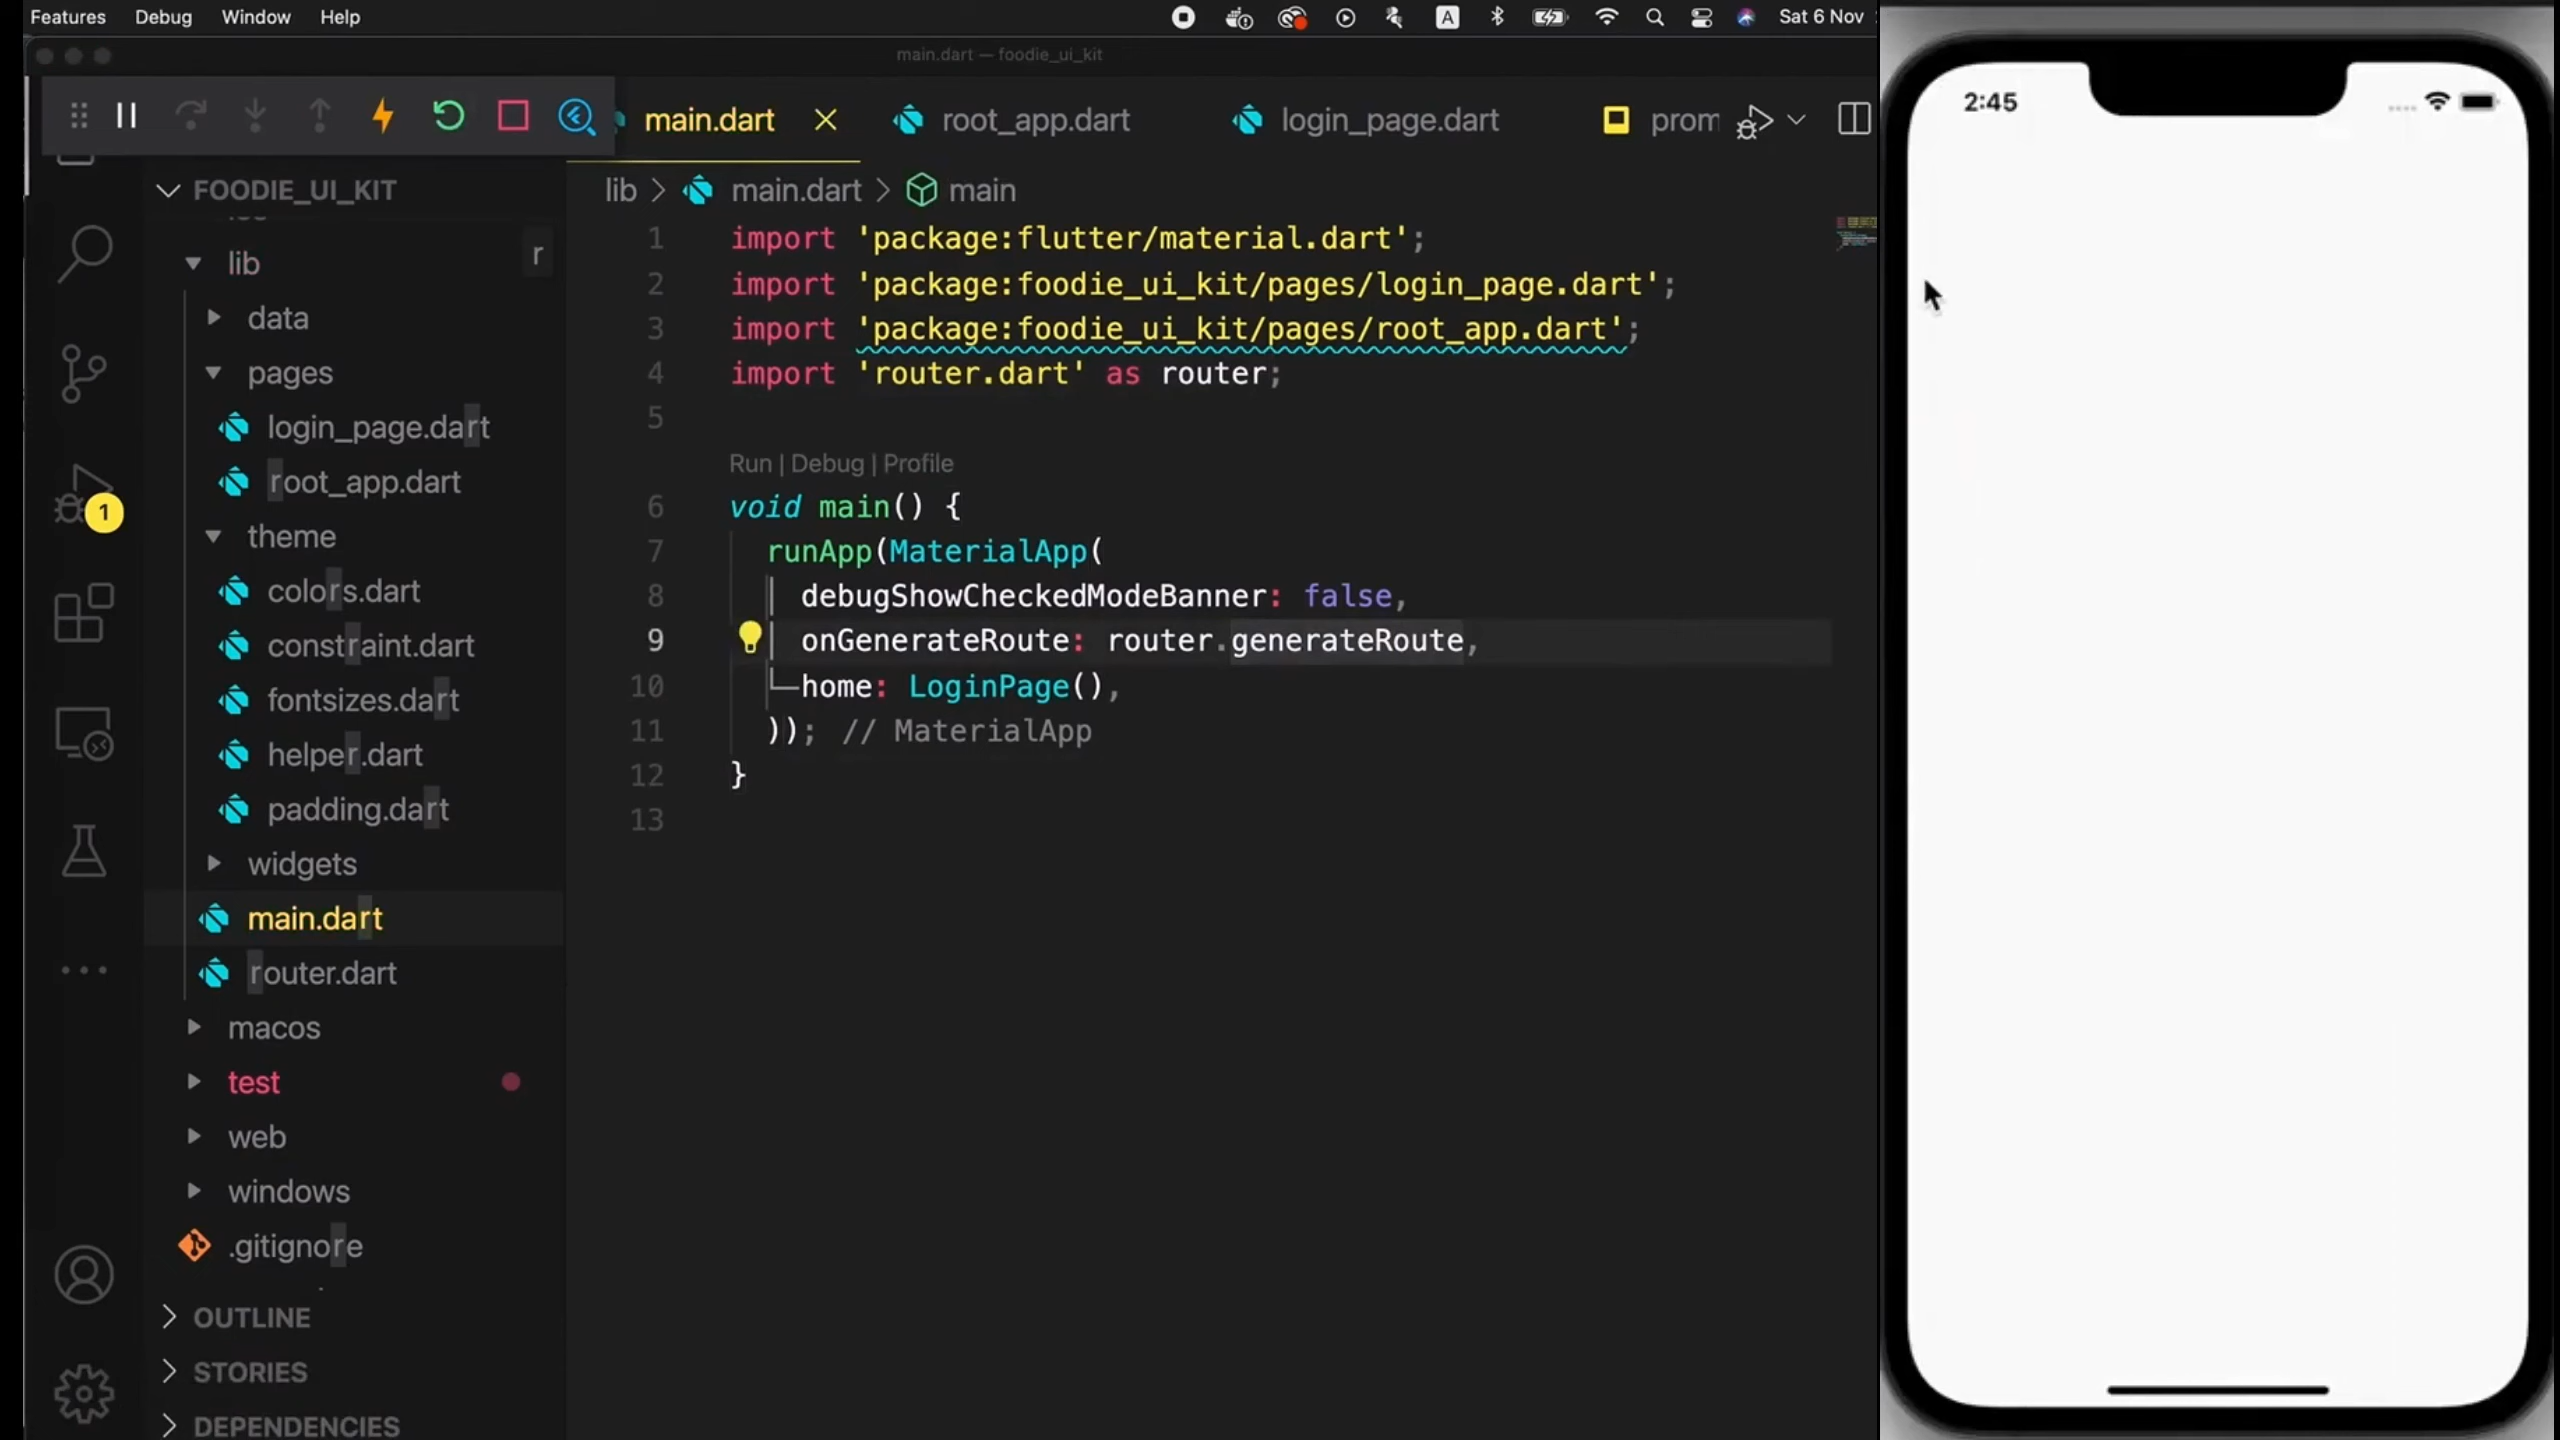 Features Debug Window Help
A
Sat 6 Nov
main.dart — foodie_ui_kit
main.dart
root_app.dart
login_page.dart
prom
FOODIE_UI_KIT
lib > main.dart > main
lib
r
data
pages
login_page.dart
root_app.dart
1
theme
colors.dart
constraint.dart
fontsizes.dart
helper.dart
padding.dart
widgets
main.dart
router.dart
macos
test
web
windows
.gitignore
OUTLINE
STORIES
DEPENDENCIES
1 import 'package:flutter/material.dart';
2 import 'package:foodie_ui_kit/pages/login_page.dart';
3 import 'package:foodie_ui_kit/pages/root_app.dart';
4 import 'router.dart' as router;
5
Run | Debug | Profile
6 void main() {
7 runApp(MaterialApp(
8 debugShowCheckedModeBanner: false,
9 onGenerateRoute: router.generateRoute,
10 home: LoginPage(),
11 )); // MaterialApp
12 }
13
2:45